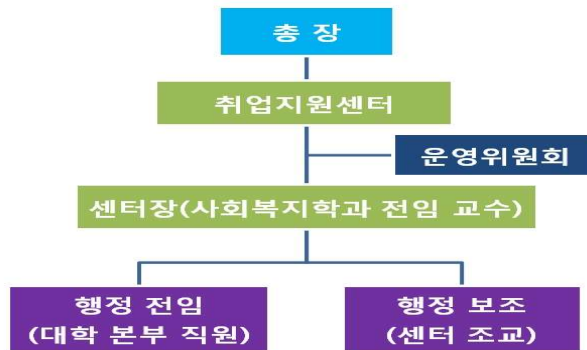 총 장
취업지원센터
운영위원회
센터장(사회복지학과 전임 교수)
행정 전임
(대학 본부 직원)
행정 보조
(센터 조교)